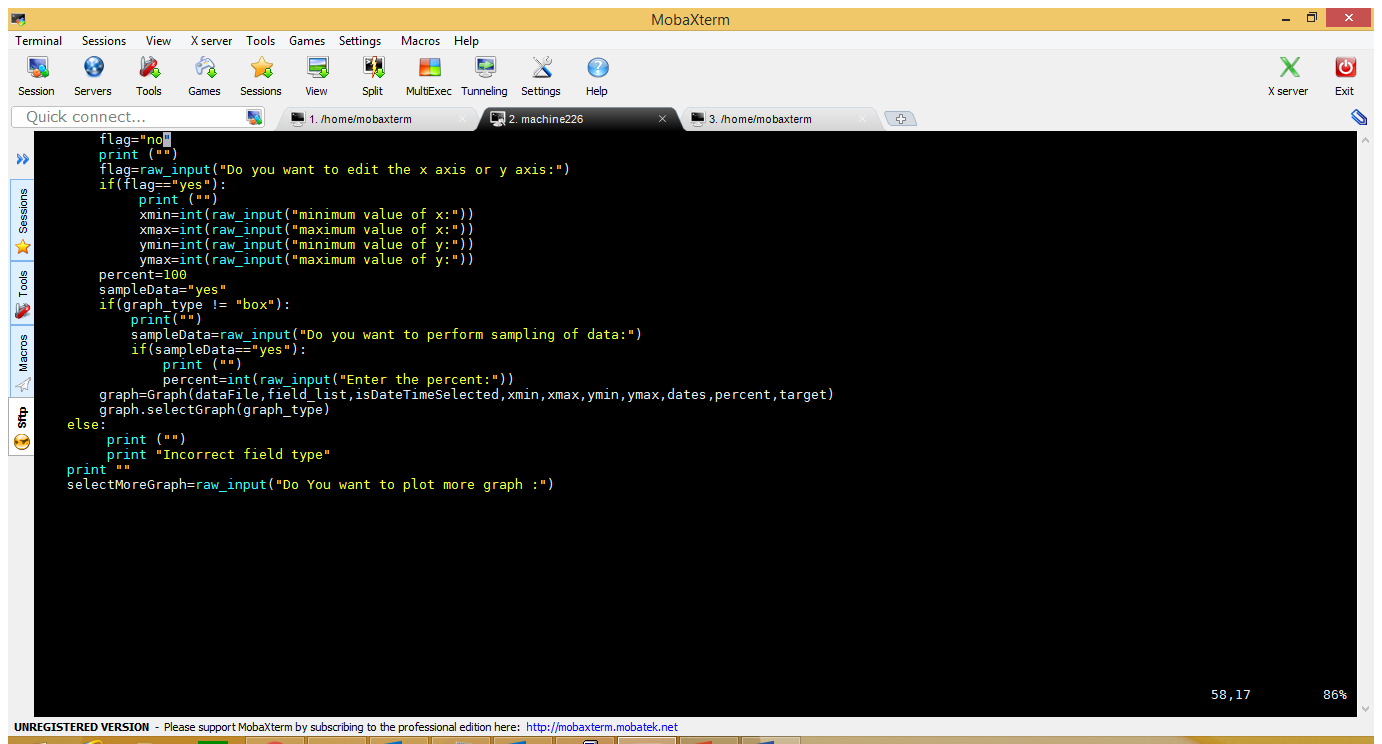 MobaXterm
Terminal Sessions View X server Tools Games Settings Macros Help
Session Servers Tools Games Sessions View Split MultiExec Tunneling Settings Help X server Exit
Quick connect... 1. /home/mobaxterm 2. machine226 3. /home/mobaxterm
Sessions
Tools
Macros
Sftp
        flag="no"
        print ("")
        flag=raw_input("Do you want to edit the x axis or y axis:")
        if(flag=="yes"):
             print ("")
             xmin=int(raw_input("minimum value of x:"))
             xmax=int(raw_input("maximum value of x:"))
             ymin=int(raw_input("minimum value of y:"))
             ymax=int(raw_input("maximum value of y:"))
        percent=100
        sampleData="yes"
        if(graph_type != "box"):
            print("")
            sampleData=raw_input("Do you want to perform sampling of data:")
            if(sampleData=="yes"):
                print ("")
                percent=int(raw_input("Enter the percent:"))
        graph=Graph(dataFile,field_list,isDateTimeSelected,xmin,xmax,ymin,ymax,dates,percent,target)
        graph.selectGraph(graph_type)
    else:
         print ("")
         print "Incorrect field type"
    print ""
    selectMoreGraph=raw_input("Do You want to plot more graph :")
58,17 86%
UNREGISTERED VERSION - Please support MobaXterm by subscribing to the professional edition here: http://mobaxterm.mobatek.net